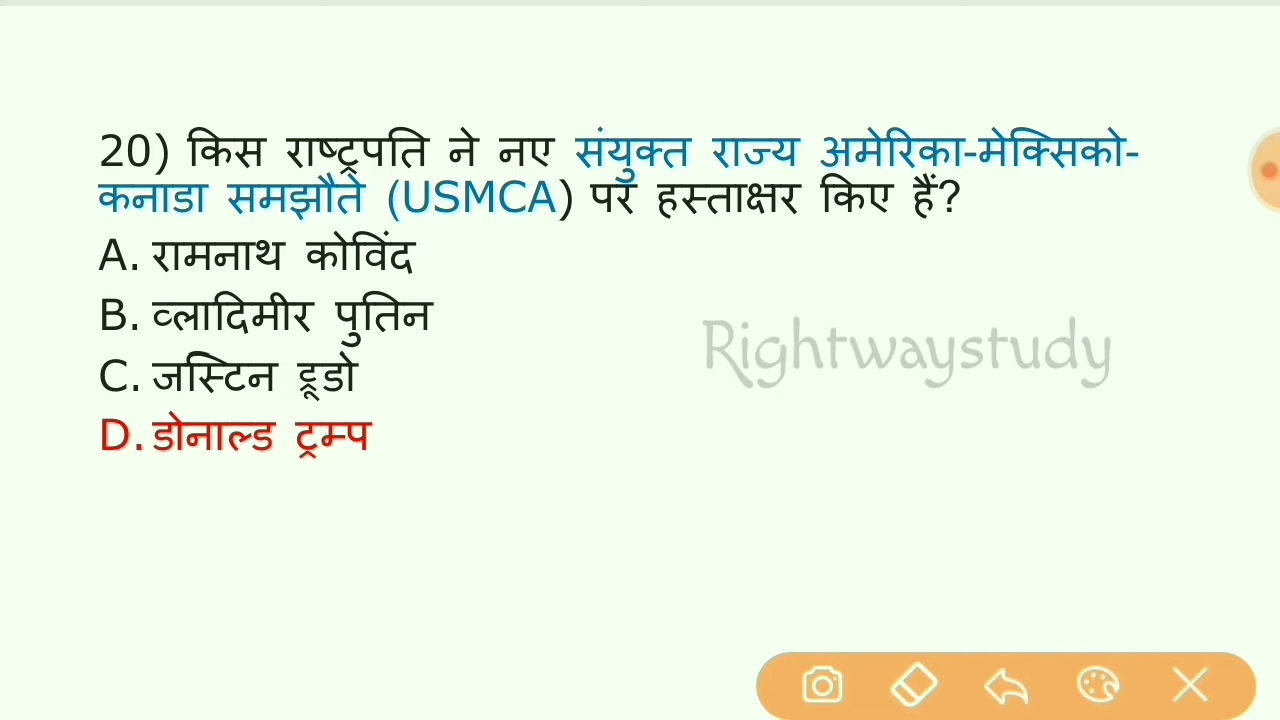 20) किस राष्ट्रपति ने नए संयुक्त राज्य अमेरिका-मेक्सिको-
कनाडा समझौते (USMCA) पर हस्ताक्षर किए हैं?
A. रामनाथ कोविंद
B. व्लादिमीर पुतिन
Rightwaystudy
C. जस्टिन ट्रूडो
D. डोनाल्ड ट्रम्प